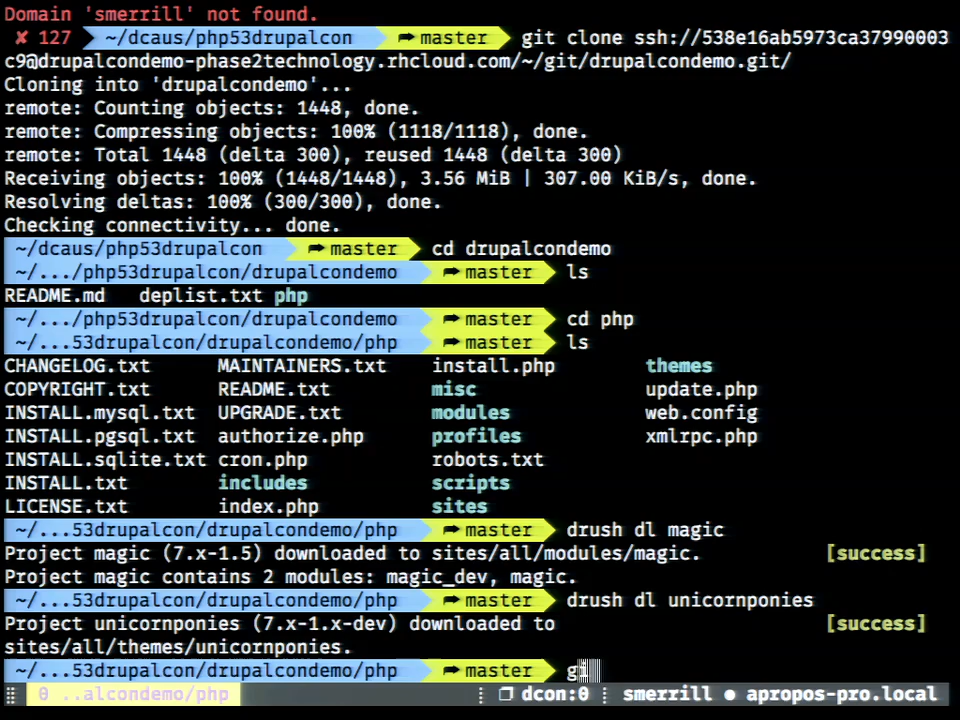 Domain 'smerrill' not found.
✘ 127 ~/dcaus/php53drupalcon ➦ master git clone ssh://538e16ab5973ca37990003
c9@drupalcondemo-phase2technology.rhcloud.com/~/git/drupalcondemo.git/
Cloning into 'drupalcondemo'...
remote: Counting objects: 1448, done.
remote: Compressing objects: 100% (1118/1118), done.
remote: Total 1448 (delta 300), reused 1448 (delta 300)
Receiving objects: 100% (1448/1448), 3.56 MiB | 307.00 KiB/s, done.
Resolving deltas: 100% (300/300), done.
Checking connectivity... done.
~/dcaus/php53drupalcon ➦ master cd drupalcondemo
~/.../php53drupalcon/drupalcondemo ➦ master ls
README.md deplist.txt php
~/.../php53drupalcon/drupalcondemo ➦ master cd php
~/...53drupalcon/drupalcondemo/php ➦ master ls
CHANGELOG.txt MAINTAINERS.txt install.php themes
COPYRIGHT.txt README.txt misc update.php
INSTALL.mysql.txt UPGRADE.txt modules web.config
INSTALL.pgsql.txt authorize.php profiles xmlrpc.php
INSTALL.sqlite.txt cron.php robots.txt
INSTALL.txt includes scripts
LICENSE.txt index.php sites
~/...53drupalcon/drupalcondemo/php ➦ master drush dl magic
Project magic (7.x-1.5) downloaded to sites/all/modules/magic. [success]
Project magic contains 2 modules: magic_dev, magic.
~/...53drupalcon/drupalcondemo/php ➦ master drush dl unicornponies
Project unicornponies (7.x-1.x-dev) downloaded to [success]
sites/all/themes/unicornponies.
~/...53drupalcon/drupalcondemo/php ➦ master gi
0 ..alcondemo/php dcon:0 smerrill ● apropos-pro.local